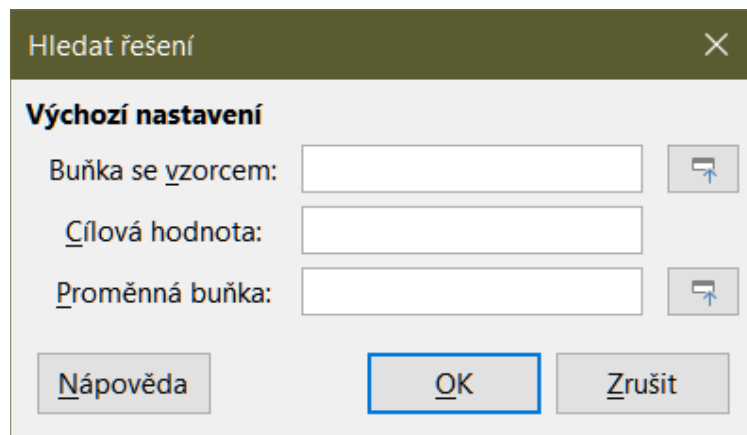 Hledat řešení
Výchozí nastavení
Buňka se vzorcem:
Cílová hodnota:
Proměnná buňka:
Nápověda OK Zrušit